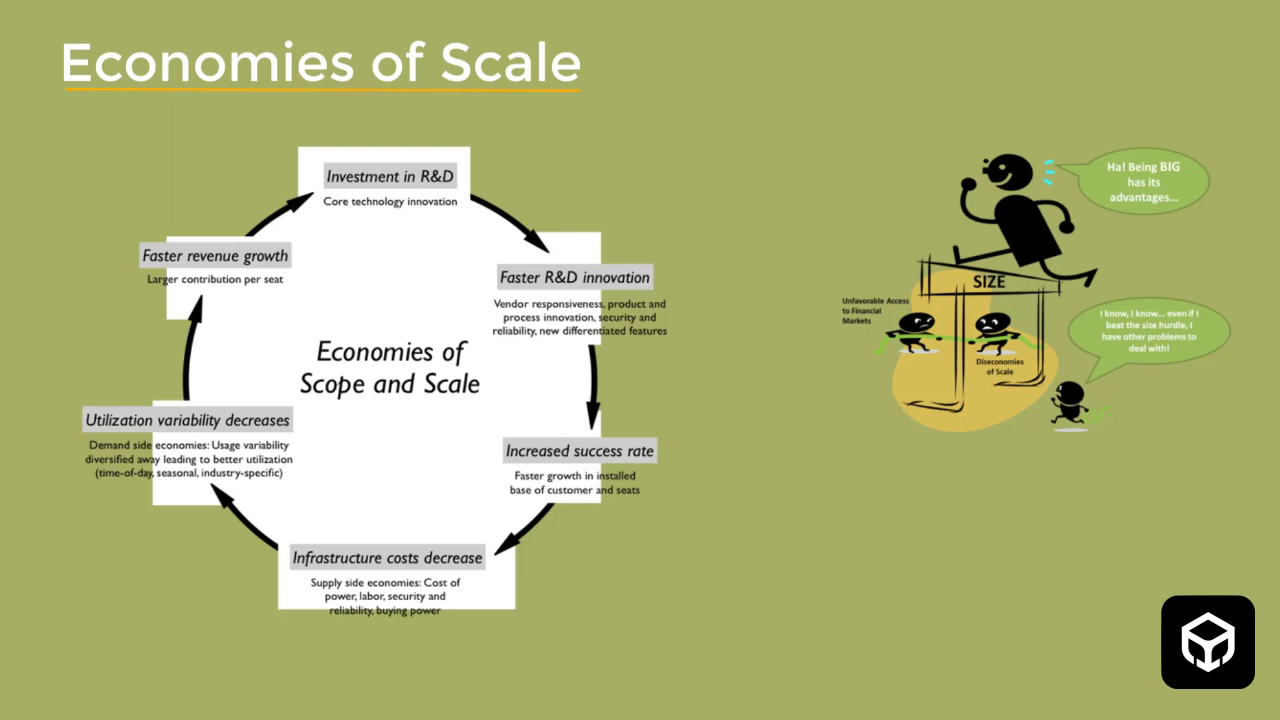 Economies of Scale
Investment in R&D
Core technology innovation
Faster R&D innovation
Vendor responsiveness, product and
process innovation, security and
reliability, new differentiated features
Increased success rate
Faster growth in installed
base of customer and seats
Infrastructure costs decrease
Supply side economies: Cost of
power, labor, security and
reliability, buying power
Utilization variability decreases
Demand side economies: Usage variability
diversified away leading to better utilization
(time-of-day, seasonal, industry-specific)
Faster revenue growth
Larger contribution per seat
Economies of
Scope and Scale
Ha! Being BIG
has its
advantages...
SIZE
Unfavorable Access
to Financial
Markets
Diseconomies
of Scale
I know, I know... even if I
beat the size hurdle, I
have other problems to
deal with!